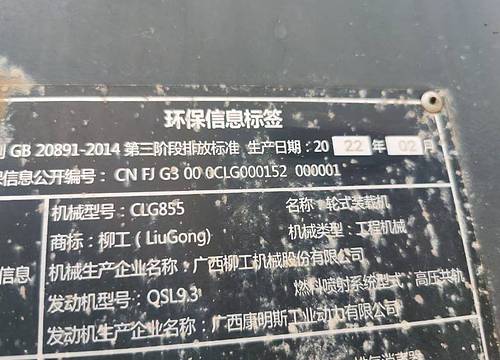 环保信息标签
GB 20891-2014 第三阶段排放标准 生产日期：20 22 年 02 月
信息公开编号： CN FJ G3 00 0CLG000152 000001
机械型号：CLG855 名称：轮式装载机
商标：柳工（LiuGong) 机械类型：工程机械
信息
机械生产企业名称：广西柳工机械股份有限公司
发动机型号：QSL9.3 燃料喷射系统型式：高压共轨
发动机生产企业名称：广西康明斯工业动力有限公司